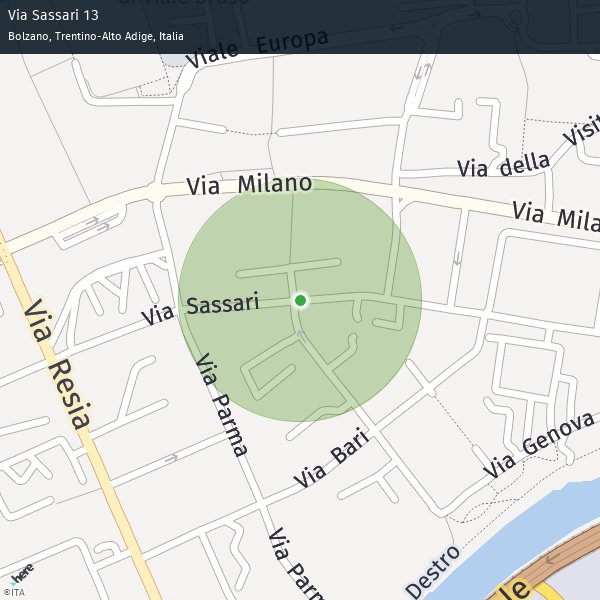 Via Sassari 13
Bolzano, Trentino-Alto Adige, Italia
Viale Europa
Visit
Via della
Via Milano
Via Mila
Via Sassari
Via Resia
Via Parma
Via Bari
Via Genova
Via Parm
Destro
le
here
©ITA